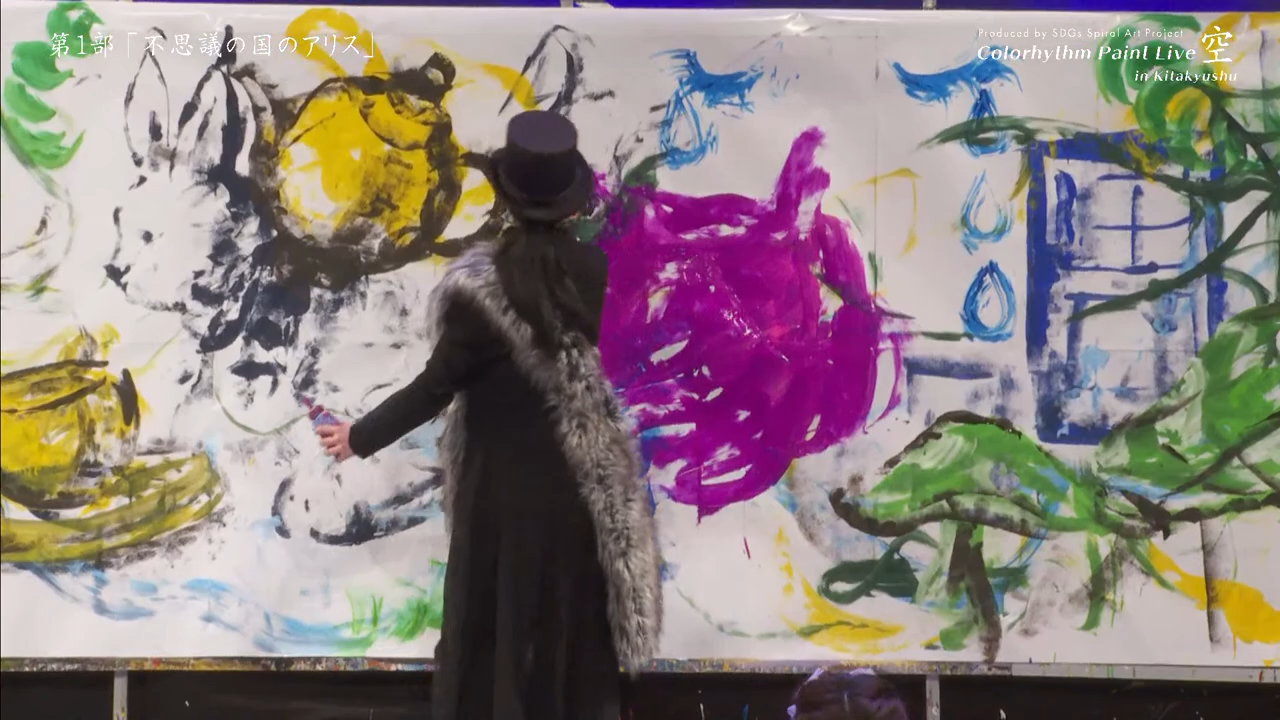 第1部「不思議の国のアリス」
Produced by SDGs Spiral Art Project
Colorhythm Paint Live 空
in Kitakyushu